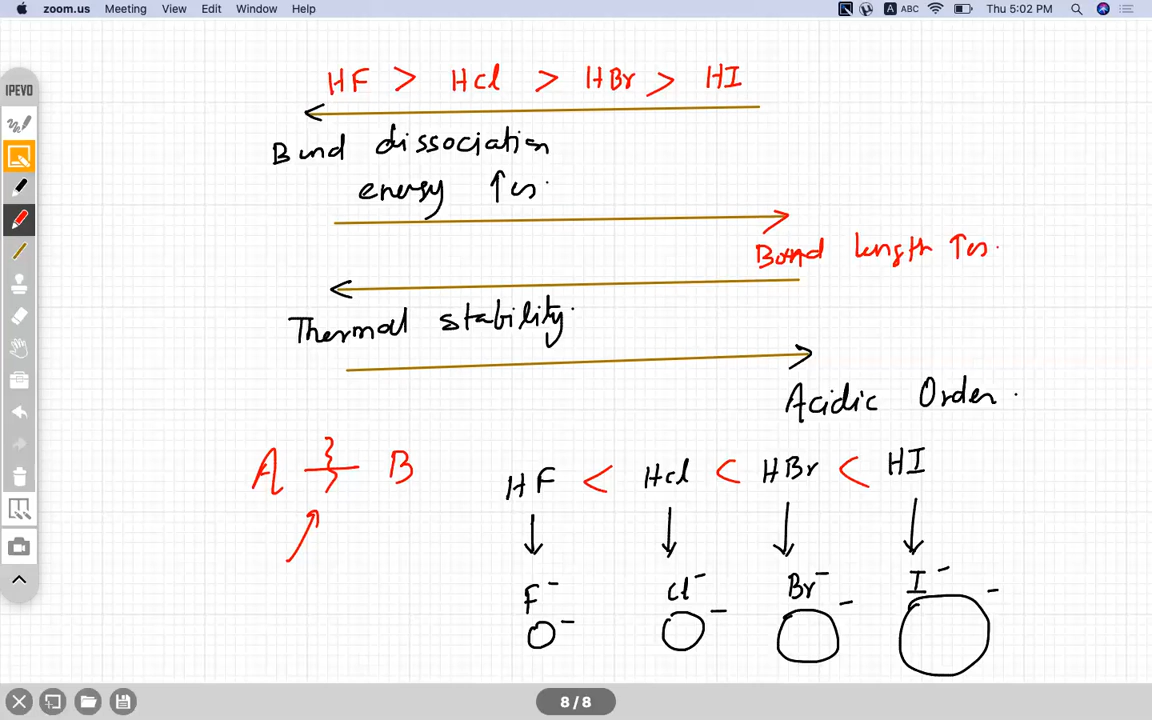 zoom.us Meeting View Edit Window Help
A ABC Thu 5:02 PM
IPEVO
HF > HCl > HBr > HI
Bond dissociation
energy ↑es.
Bond length ↑es.
Thermal stability.
Acidic Order.
A B
HF < HCl < HBr < HI
F⁻ Cl⁻ Br⁻ I⁻
- - - -
8/8